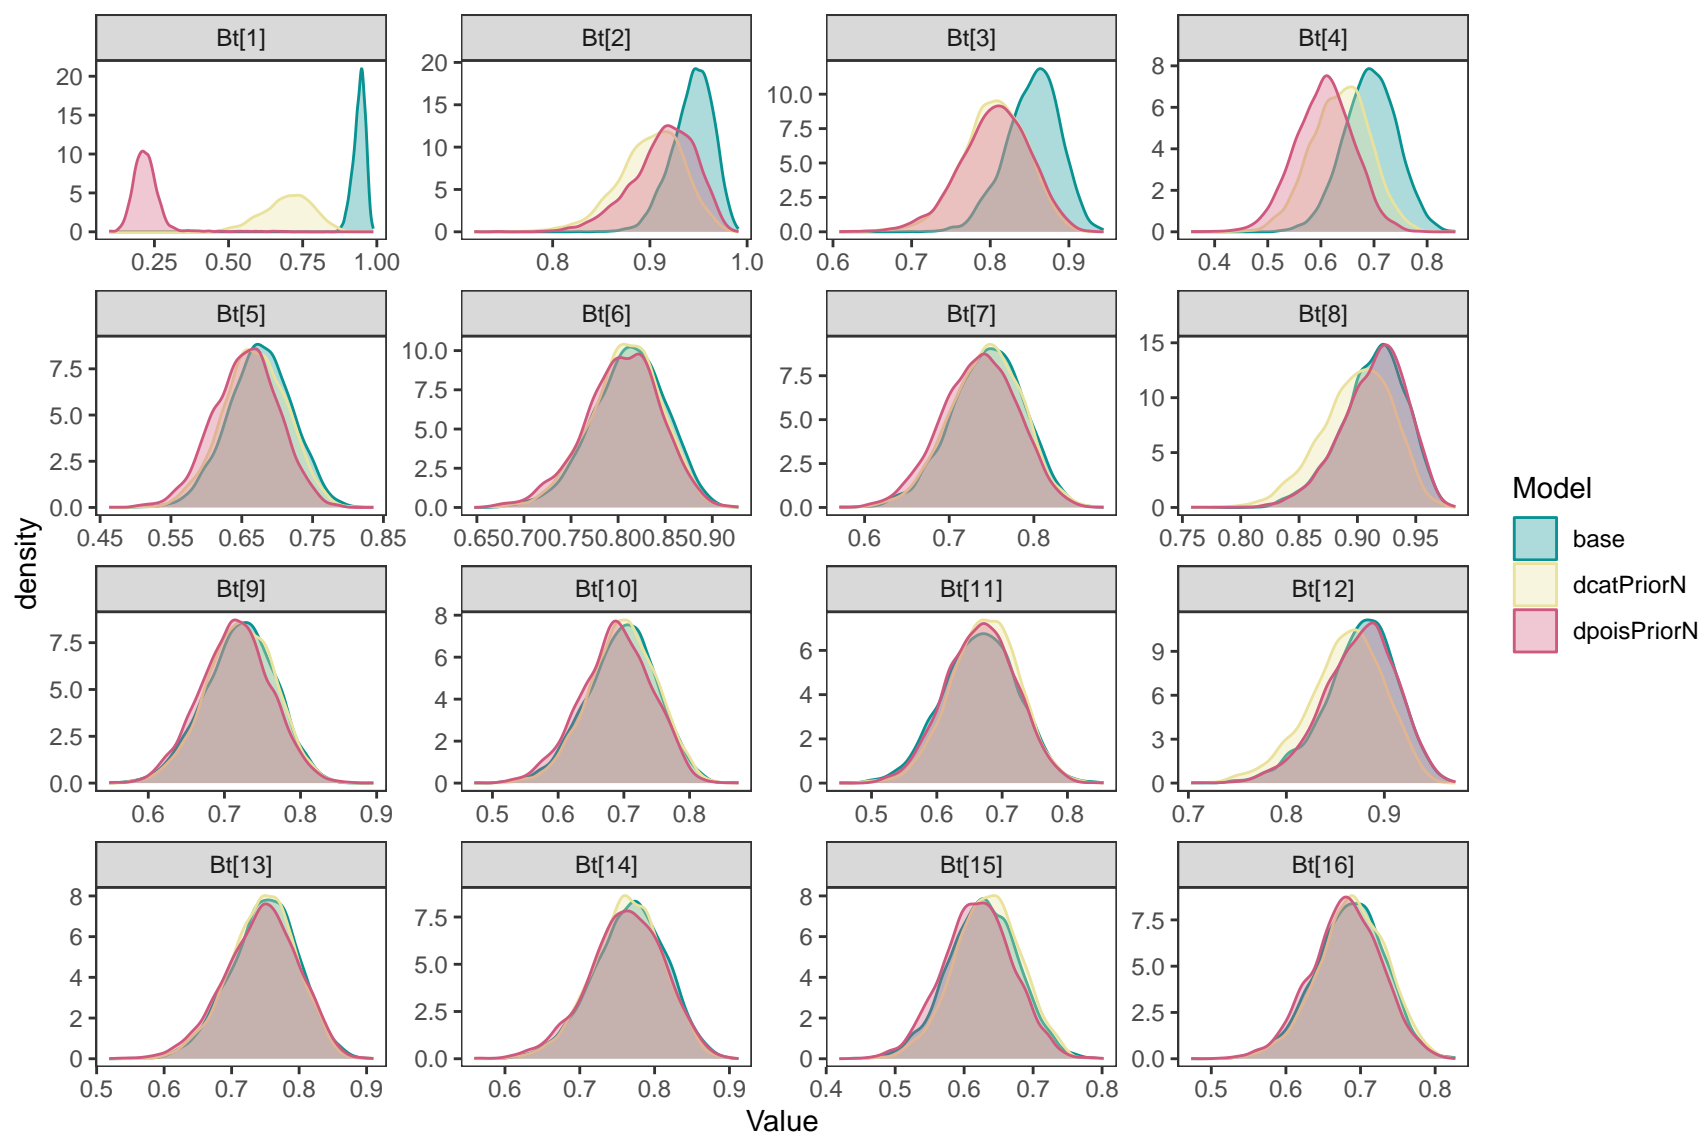 Bt[1] Bt[2] Bt[3] Bt[4]
20 15 10 5 0
20 15 10 5 0
10.0 7.5 5.0 2.5 0.0
8 6 4 2 0
0.25 0.50 0.75 1.00
0.8 0.9 1.0
0.6 0.7 0.8 0.9
0.4 0.5 0.6 0.7 0.8
Bt[5] Bt[6] Bt[7] Bt[8]
7.5 5.0 2.5 0.0
10.0 7.5 5.0 2.5 0.0
7.5 5.0 2.5 0.0
15 10 5 0
0.45 0.55 0.65 0.75 0.85
0.650.700.750.800.850.90
0.6 0.7 0.8
0.75 0.80 0.85 0.90 0.95
Bt[9] Bt[10] Bt[11] Bt[12]
7.5 5.0 2.5 0.0
8 6 4 2 0
6 4 2 0
9 6 3 0
0.6 0.7 0.8 0.9
0.5 0.6 0.7 0.8
0.5 0.6 0.7 0.8
0.7 0.8 0.9
Bt[13] Bt[14] Bt[15] Bt[16]
8 6 4 2 0
7.5 5.0 2.5 0.0
8 6 4 2 0
7.5 5.0 2.5 0.0
0.5 0.6 0.7 0.8 0.9
0.6 0.7 0.8 0.9
0.4 0.5 0.6 0.7 0.8
0.5 0.6 0.7 0.8
density
Value
Model
base
dcatPriorN
dpoisPriorN